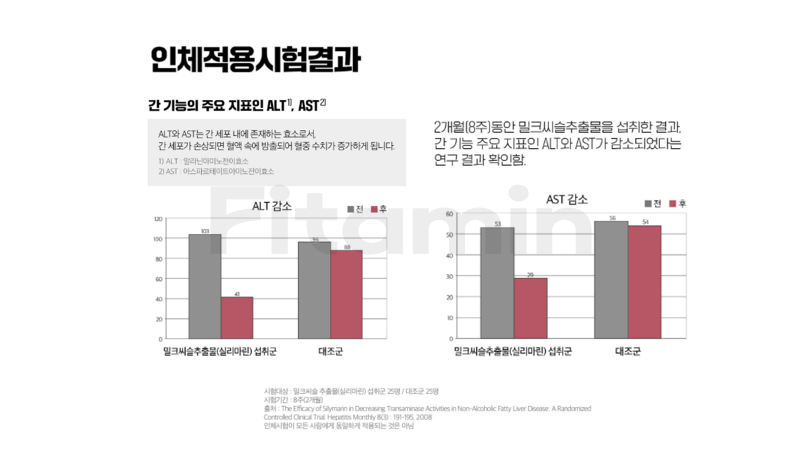 인체적용시험결과
간 기능의 주요 지표인 ALT1), AST2)
ALT와 AST는 간 세포 내에 존재하는 효소로서,
간 세포가 손상되면 혈액 속에 방출되어 혈중 수치가 증가하게 됩니다.
1) ALT : 알라닌아미노전이효소
2) AST : 아스파르테이트아미노전이효소
2개월(8주)동안 밀크씨슬추출물을 섭취한 결과,
간 기능 주요 지표인 ALT와 AST가 감소되었다는
연구 결과 확인함.
Fitamin
ALT 감소
전 후
120
100
80
60
40
20
0
103
41
88
밀크씨슬추출물(실리마린) 섭취군
대조군
AST 감소
전 후
60
50
40
30
20
10
0
53
29
56
54
밀크씨슬추출물(실리마린) 섭취군
대조군
시험대상 : 밀크씨슬 추출물(실리마린) 섭취군 25명 / 대조군 25명
시험기간 : 8주(2개월)
출처 : The Efficacy of Silymarin in Decreasing Transaminase Activities in Non-Alcoholic Fatty Liver Disease: A Randomized
Controlled Clinical Trial. Hepatitis Monthly 8(3) : 191-195, 2008
인체시험이 모든 사람에게 동일하게 적용되는 것은 아님